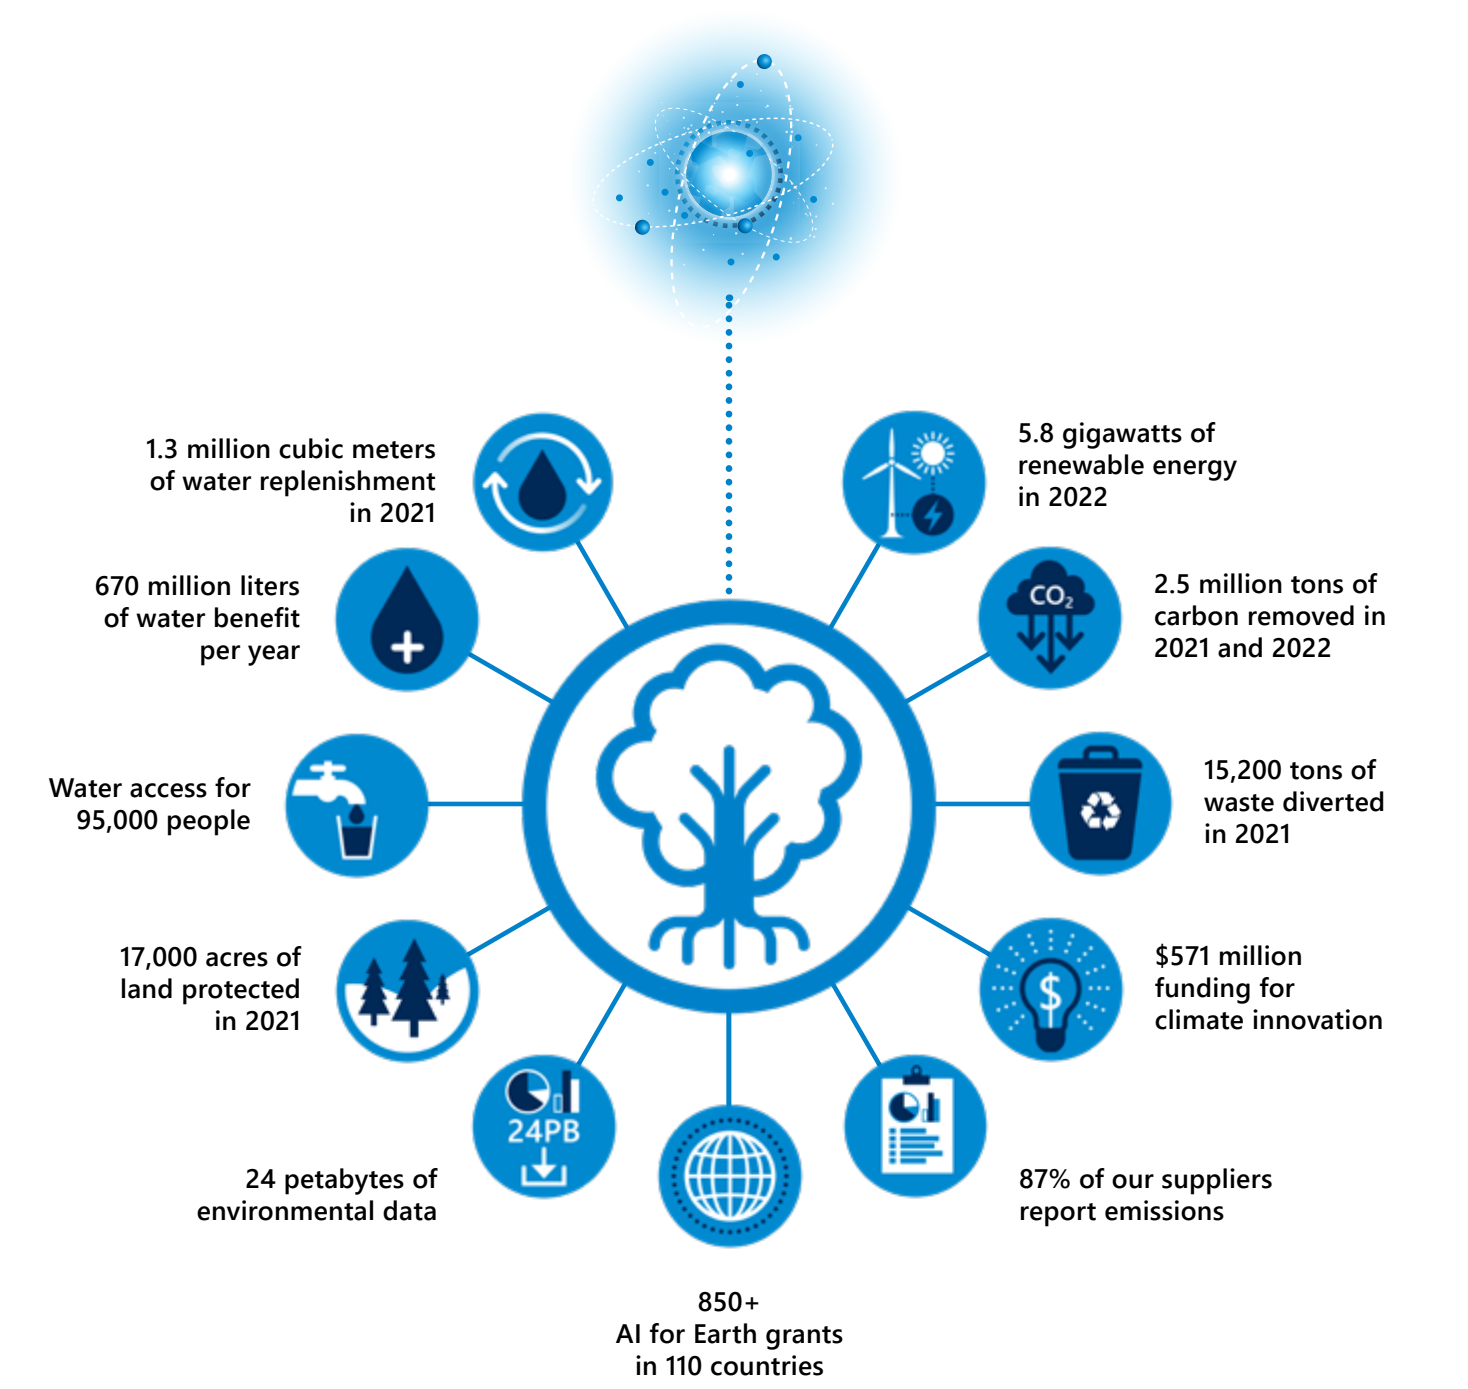 1.3 million cubic meters
of water replenishment
in 2021
5.8 gigawatts of
renewable energy
in 2022
670 million liters
of water benefit
per year
CO₂
2.5 million tons of
carbon removed in
2021 and 2022
Water access for
95,000 people
15,200 tons of
waste diverted
in 2021
17,000 acres of
land protected
in 2021
$
$571 million
funding for
climate innovation
24PB
24 petabytes of
environmental data
87% of our suppliers
report emissions
850+
AI for Earth grants
in 110 countries